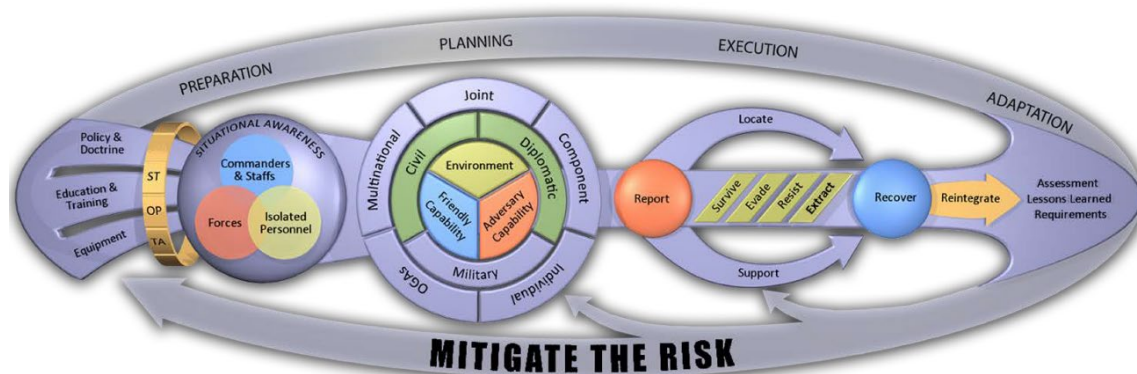 PREPARATION
PLANNING
EXECUTION
ADAPTATION
Policy &
Doctrine
Education &
Training
Equipment
ST
OP
TA
SITUATIONAL AWARENESS
Commanders
& Staffs
Forces
Isolated
Personnel
Joint
Multinational
Component
OGAs
Individual
Civil
Diplomatic
Military
Environment
Friendly
Capability
Adversary
Capability
Report
Locate
Survive
Evade
Resist
Extract
Support
Recover
Reintegrate
Assessment
Lessons Learned
Requirements
MITIGATE THE RISK